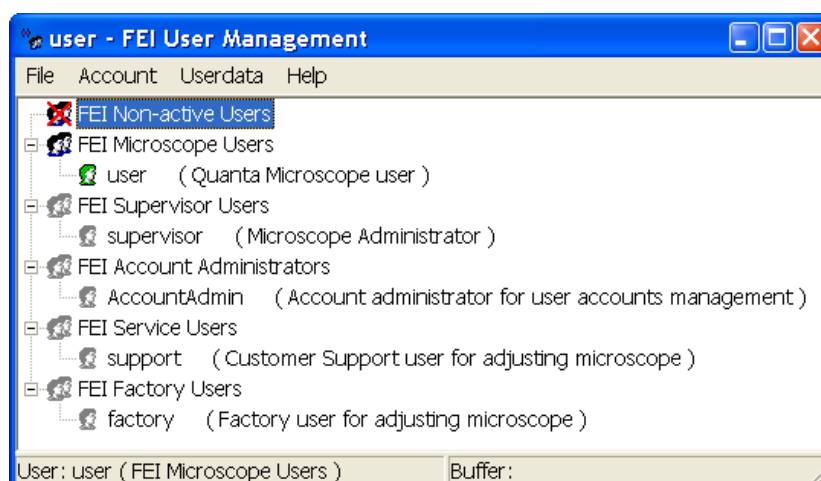 user - FEI User Management
File Account Userdata Help
FEI Non-active Users
FEI Microscope Users
user ( Quanta Microscope user )
FEI Supervisor Users
supervisor ( Microscope Administrator )
FEI Account Administrators
AccountAdmin ( Account administrator for user accounts management )
FEI Service Users
support ( Customer Support user for adjusting microscope )
FEI Factory Users
factory ( Factory user for adjusting microscope )
User: user ( FEI Microscope Users ) Buffer: